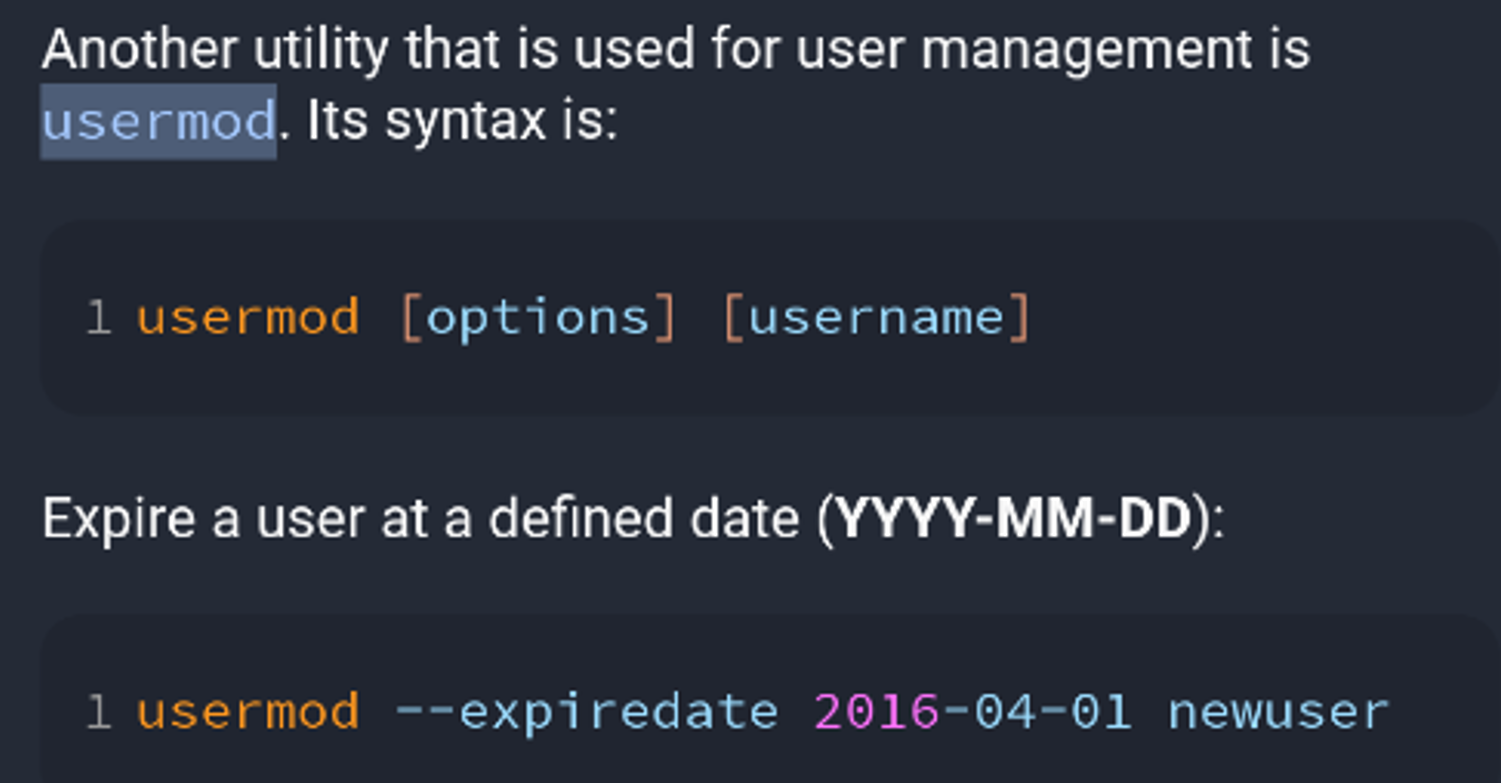 Another utility that is used for user management is
usermod. Its syntax is:
1 usermod [options] [username]
Expire a user at a defined date (YYYY-MM-DD):
1 usermod --expiredate 2016-04-01 newuser